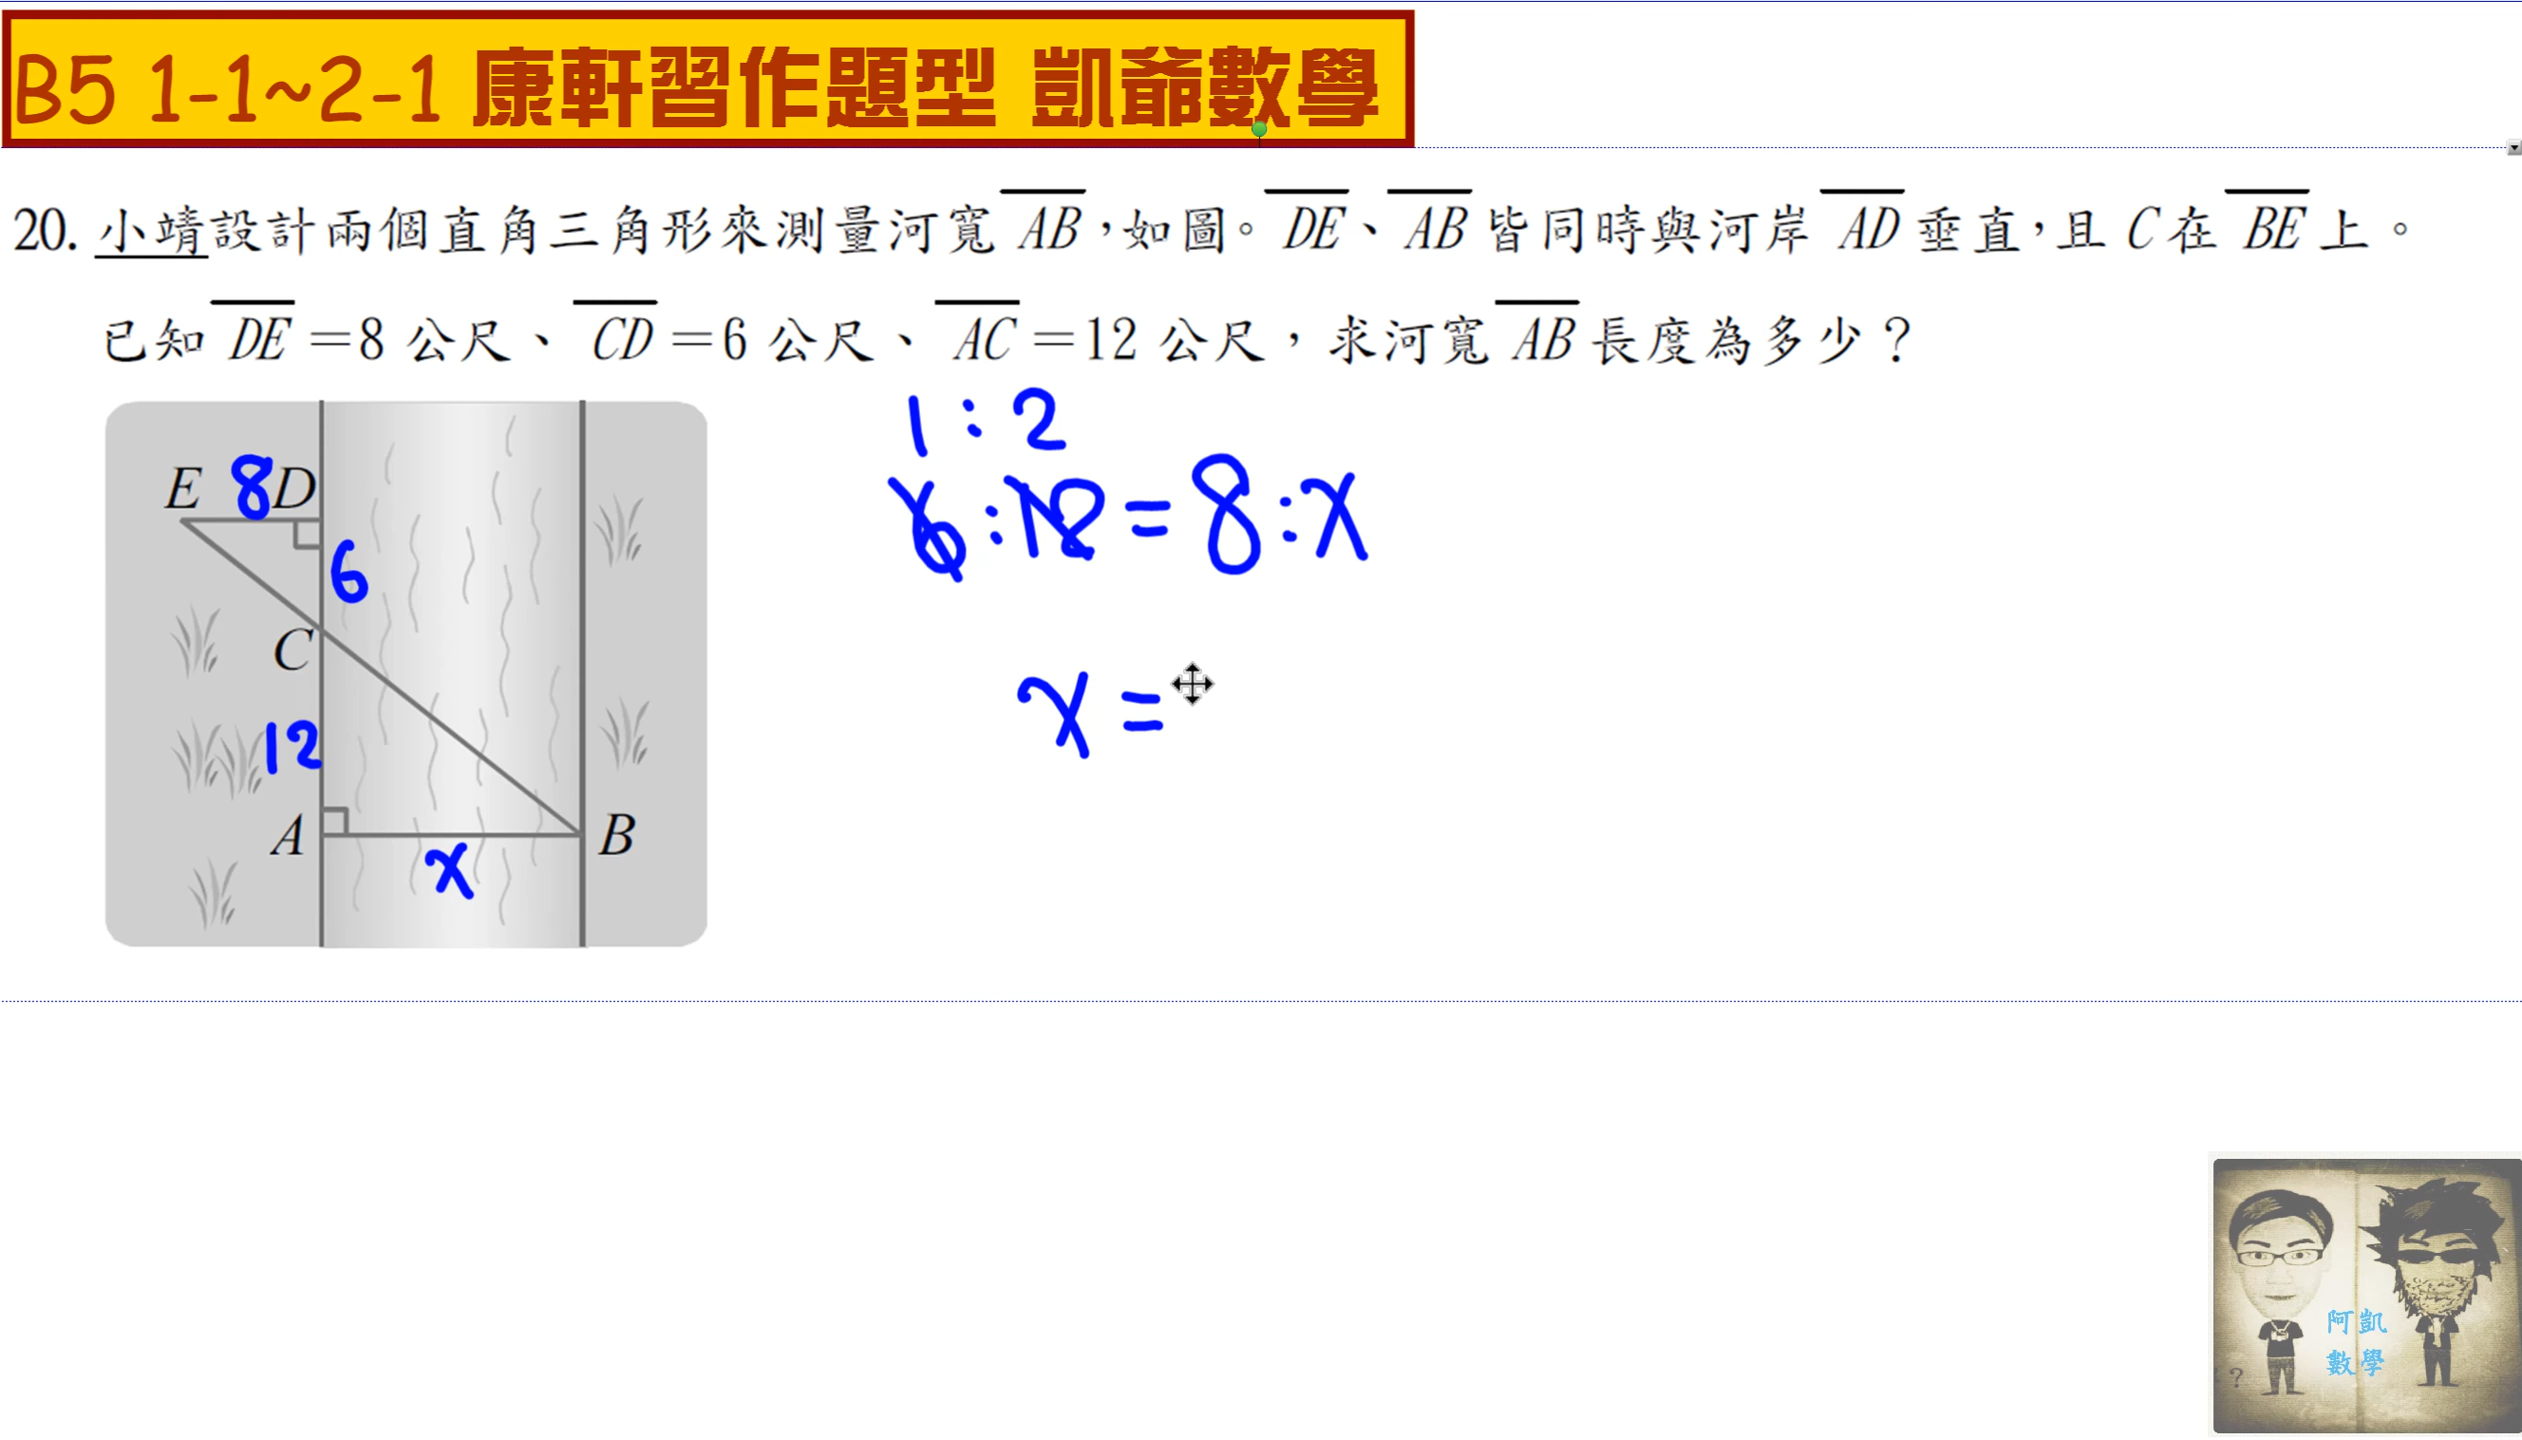 B5 1-1~2-1 康軒習作題型 凱爺數學
20. 小靖設計兩個直角三角形來測量河寬 AB，如圖。DE、AB 皆同時與河岸 AD 垂直，且 C 在 BE 上。
已知 DE=8 公尺、CD=6 公尺、AC=12 公尺，求河寬 AB 長度為多少？
1 : 2
6 : 12 = 8 : x
x =
E 8 D
6
C
12
A B
x
阿凱
數學
?